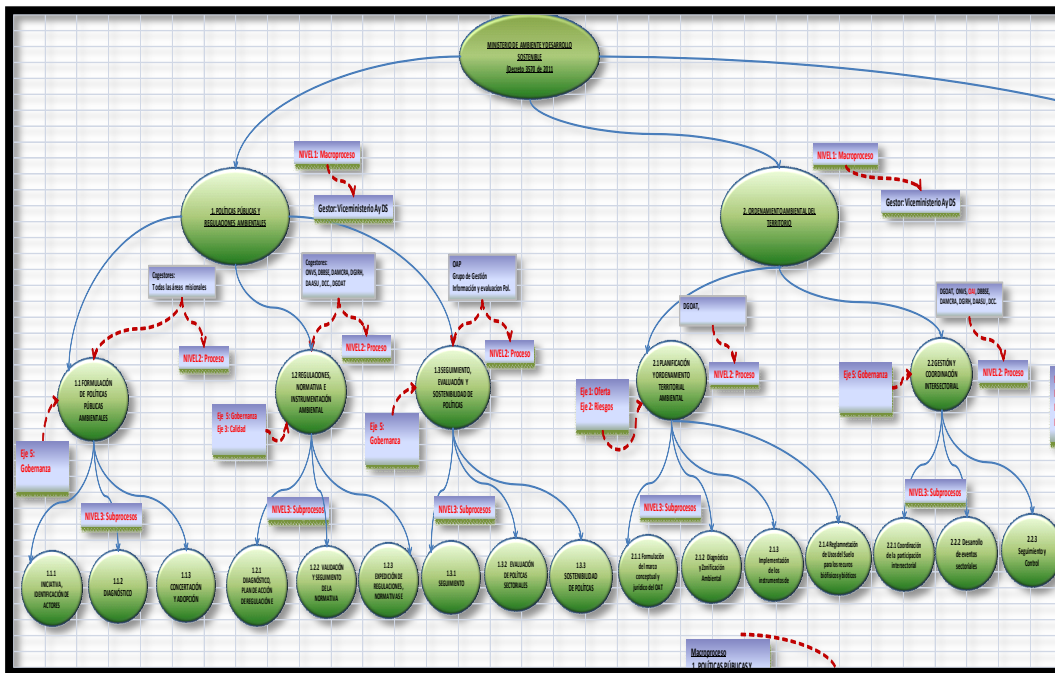 MINISTERIO DE AMBIENTE Y DESARROLLO
SOSTENIBLE
(Decreto 3570 de 2011
NIVEL1: Macroproceso
Gestor: Viceministerio Ay DS
1. POLÍTICAS PÚBLICAS Y
REGULACIONES AMBIENTALES
NIVEL1: Macroproceso
Gestor: Viceministerio Ay DS
2. ORDENAMIENTO AMBIENTAL DEL
TERRITORIO
Cogestores:
Todas las áreas misionales
Cogestores:
ONVS, DBBSE, DAMCRA, DGIRH,
DAASU, DCC, DGOAT
OAP
Grupo de Gestión
Información y evaluacion Pol.
DGOAT,
DGOAT, ONVS, OAI, DBBSE,
DAMCRA, DGIRH, DAASU, DCC.
NIVEL2: Proceso
NIVEL2: Proceso
NIVEL2: Proceso
NIVEL2: Proceso
NIVEL 2: Proceso
1.1 FORMULACIÓN
DE POLÍTICAS
PÚBLICAS
AMBIENTALES
1.2 REGULACIONES,
NORMATIVA E
INSTRUMENTACIÓN
AMBIENTAL
1.3 SEGUIMIENTO,
EVALUACIÓN Y
SOSTENIBILIDAD DE
POLÍTICAS
2.1 PLANIFICACIÓN
Y ORDENAMIENTO
TERRITORIAL
AMBIENTAL
2.2 GESTIÓN Y
COORDINACIÓN
INTERSECTORIAL
Eje 5:
Gobernanza
Eje 5: Gobernanza
Eje 3: Calidad
Eje 5:
Gobernanza
Eje 1: Oferta
Eje 2: Riesgos
Eje 5: Gobernanza
NIVEL3: Subprocesos
NIVEL3: Subprocesos
NIVEL3: Subprocesos
NIVEL3: Subprocesos
NIVEL3: Subprocesos
1.1.1
INICIATIVA,
IDENTIFICACIÓN DE
ACTORES
1.1.2
DIAGNÓSTICO
1.1.3
CONCERTACIÓN
Y ADOPCIÓN
1.2.1
DIAGNÓSTICO,
PLAN DE ACCIÓN
DE REGULACIÓN E
1.2.2 VALIDACIÓN
Y SEGUIMIENTO
DE LA
NORMATIVA
1.2.3
EXPEDICIÓN DE
REGULACIONES,
NORMATIVAS E
1.3.1
SEGUIMIENTO
1.3.2 EVALUACIÓN
DE POLÍTICAS
SECTORIALES
1.3.3
SOSTENIBILIDAD
DE POLÍTICAS
2.1.1 Formulación
del marco
conceptual y
jurídico del OAT
2.1.2 Diagnóstico
y Zonificación
Ambiental
2.1.3
Implementación
de los
instrumentos de
2.1.4 Reglamnetación
de Usos del Suelo
para los recursos
biofísicos y bióticos
2.2.1 Coordinación
de la participación
intersectorial
2.2.2 Desarrollo
de eventos
sectoriales
2.2.3
Seguimiento y
Control
Macroproceso
1. POLÍTICAS PÚBLICAS Y